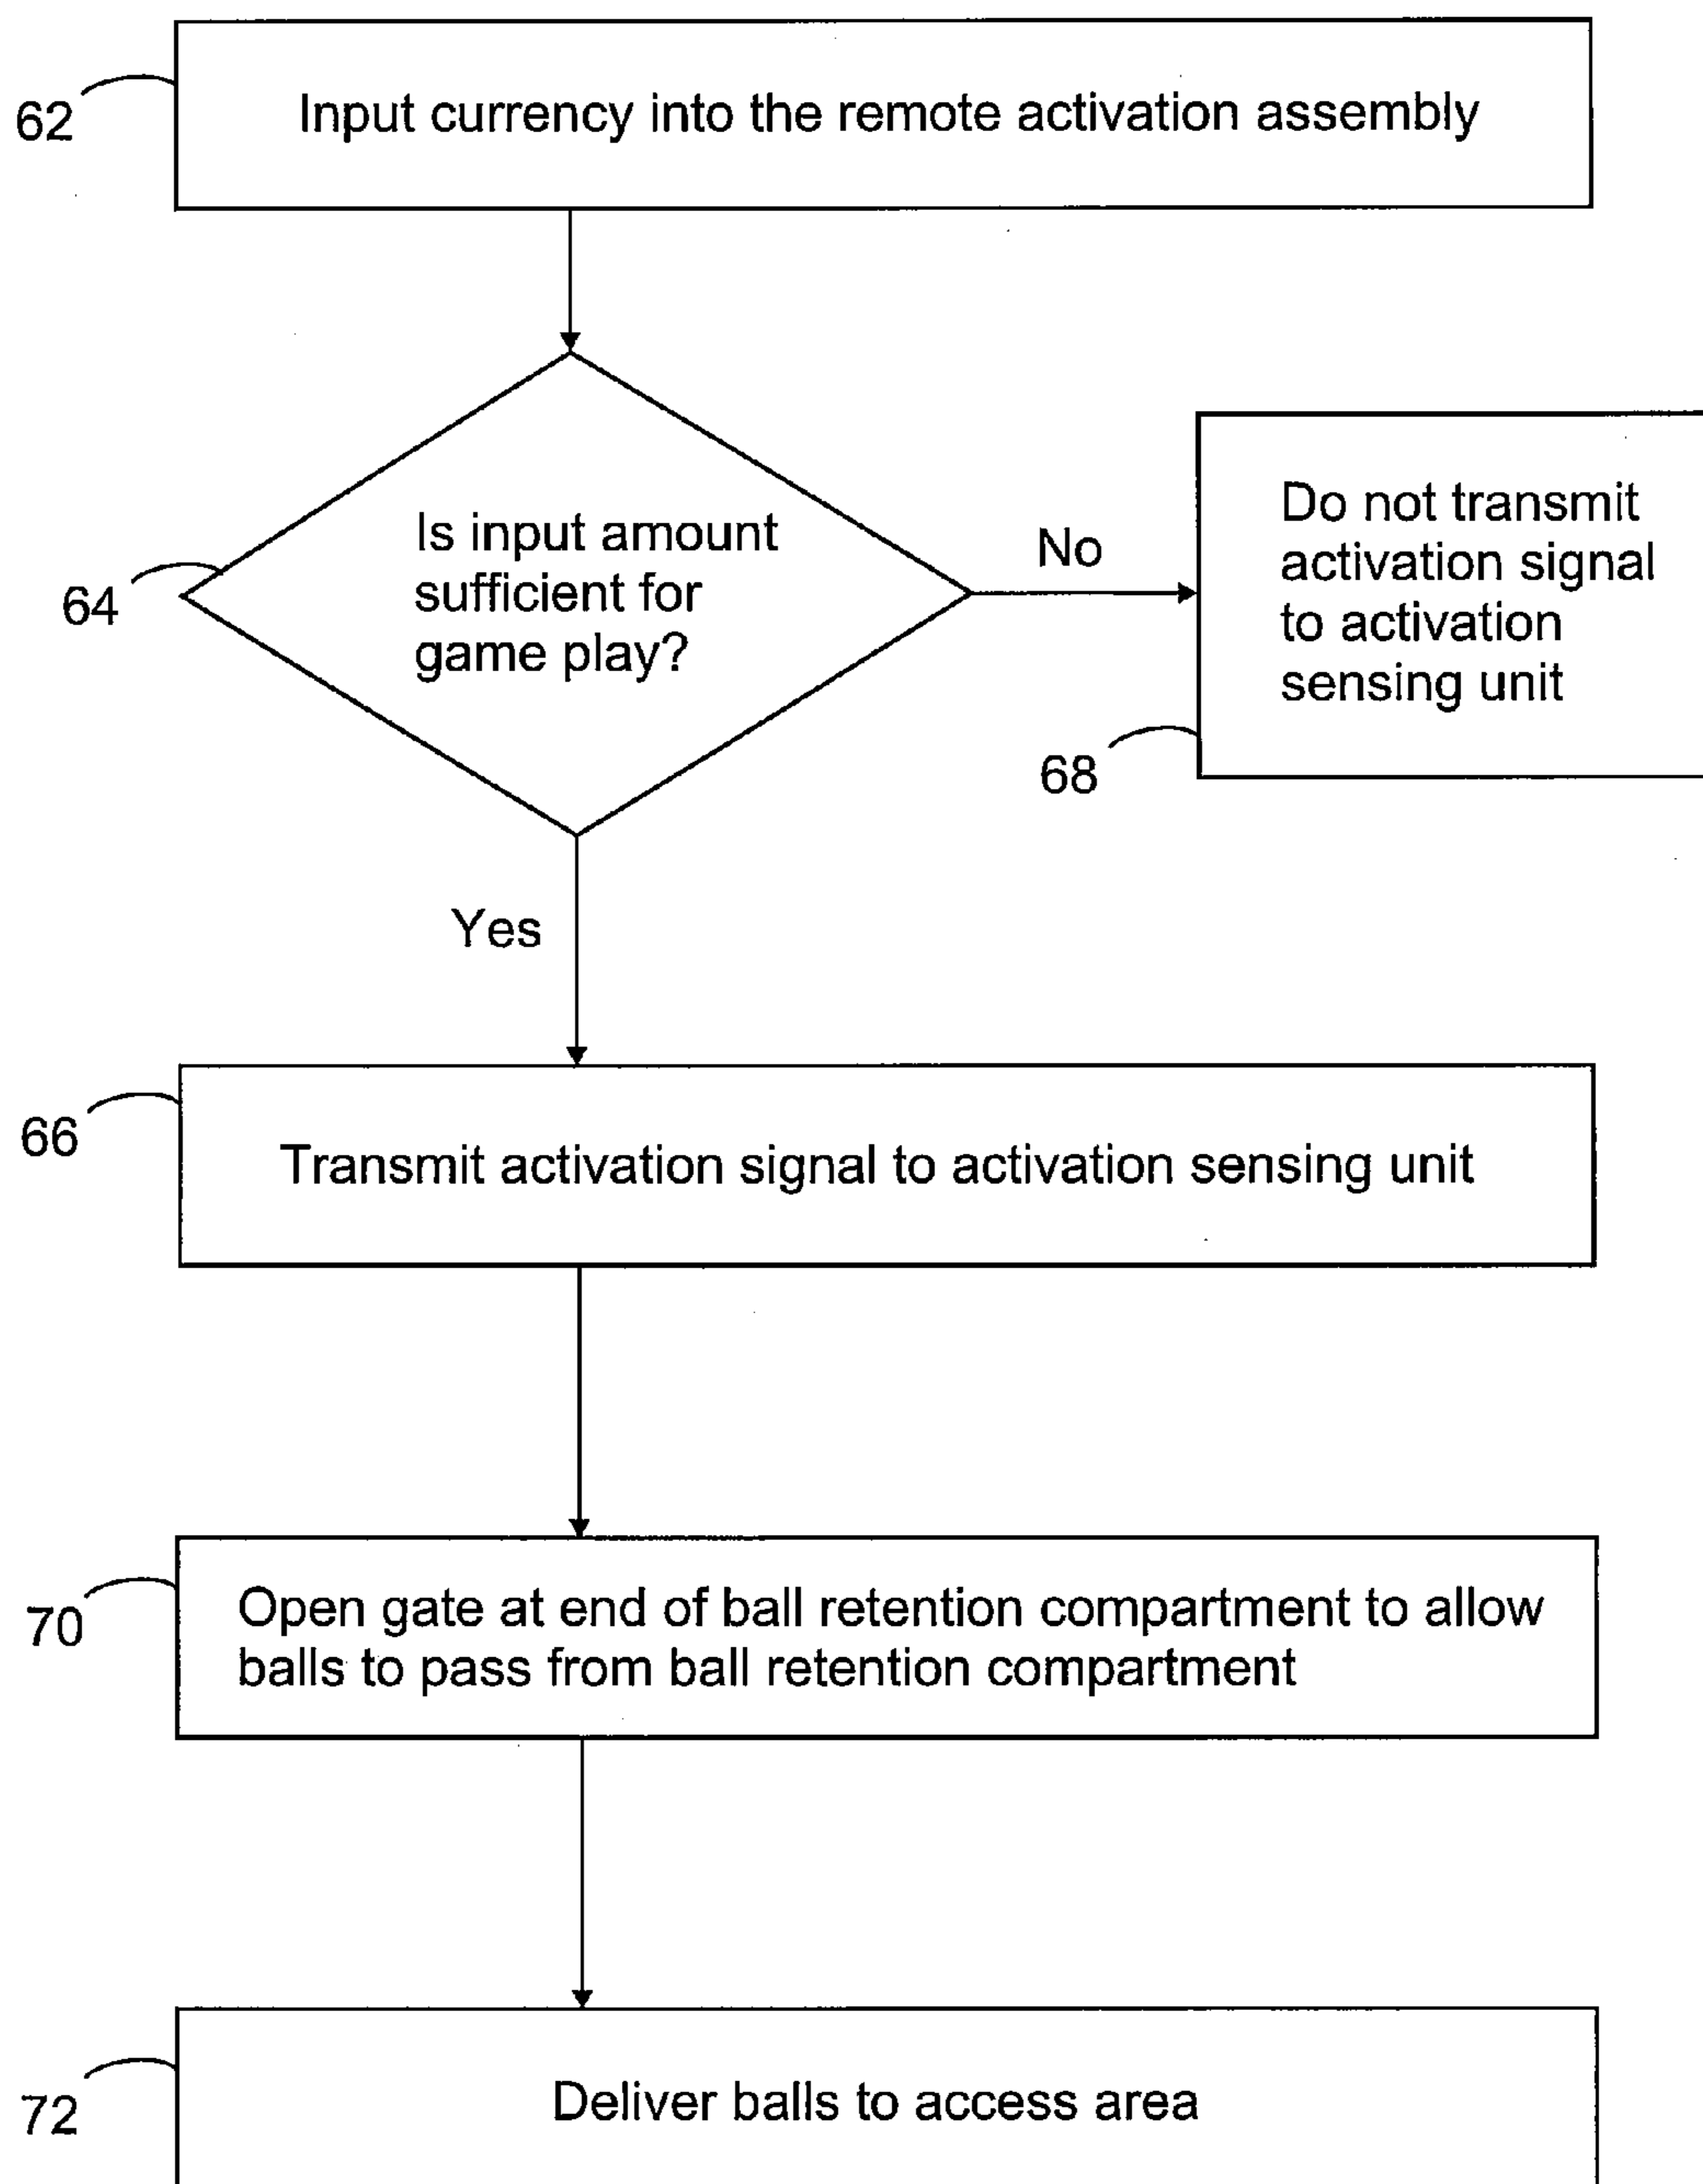 62
Input currency into the remote activation assembly
64
Is input amount
sufficient for
game play?
No
Do not transmit
activation signal
to activation
sensing unit
68
Yes
66
Transmit activation signal to activation sensing unit
70
Open gate at end of ball retention compartment to allow
balls to pass from ball retention compartment
72
Deliver balls to access area